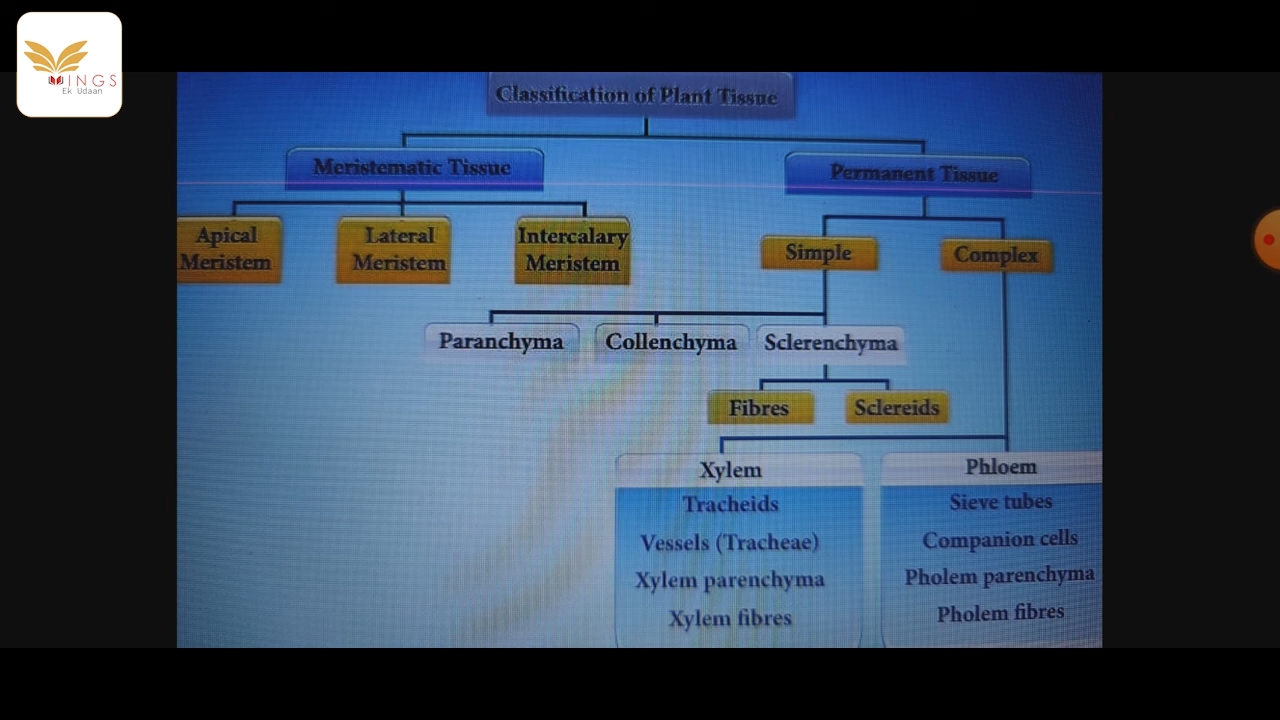 WINGS
Ek Udaan
Classification of Plant Tissue
Meristematic Tissue
Permanent Tissue
Apical
Meristem
Lateral
Meristem
Intercalary
Meristem
Simple
Complex
Paranchyma
Collenchyma
Sclerenchyma
Fibres
Sclereids
Xylem
Tracheids
Vessels (Tracheae)
Xylem parenchyma
Xylem fibres
Phloem
Sieve tubes
Companion cells
Pholem parenchyma
Pholem fibres